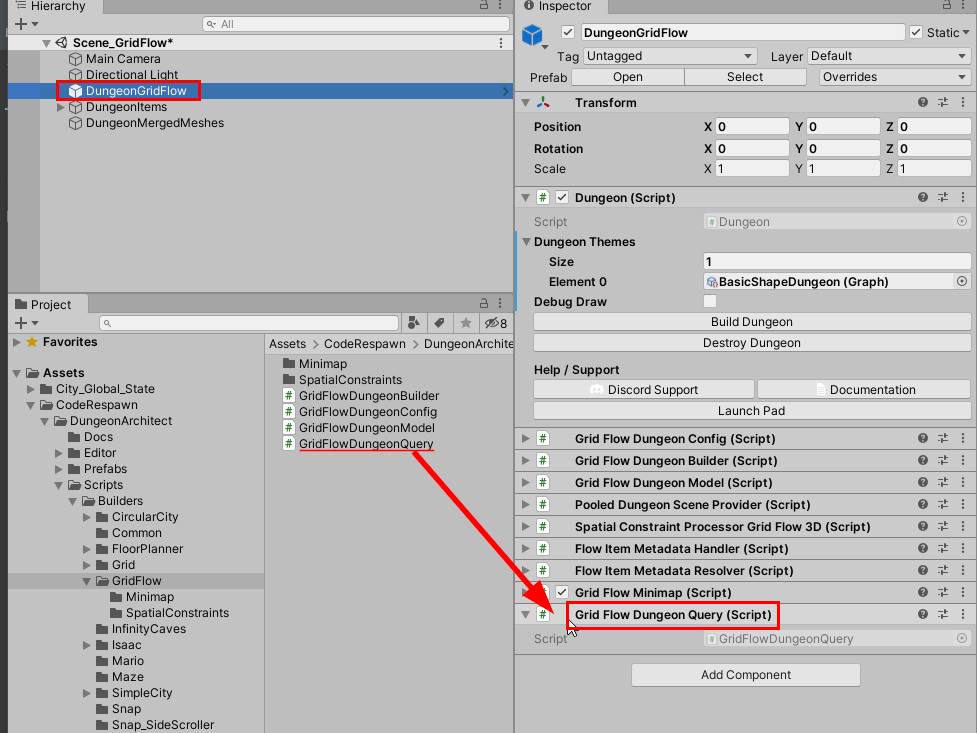 Hierarchy
All
Scene_GridFlow*
Main Camera
Directional Light
DungeonGridFlow
DungeonItems
DungeonMergedMeshes
Project
8
Favorites
Assets
City_Global_State
CodeRespawn
DungeonArchitect
Docs
Editor
Prefabs
Scripts
Builders
CircularCity
Common
FloorPlanner
Grid
GridFlow
Minimap
SpatialConstraints
InfinityCaves
Isaac
Mario
Maze
SimpleCity
Snap
Snap_SideScroller
Assets > CodeRespawn > DungeonArchite
Minimap
SpatialConstraints
GridFlowDungeonBuilder
GridFlowDungeonConfig
GridFlowDungeonModel
GridFlowDungeonQuery
Inspector
DungeonGridFlow Static
Tag Untagged Layer Default
Prefab Open Select Overrides
Transform
Position X 0 Y 0 Z 0
Rotation X 0 Y 0 Z 0
Scale X 1 Y 1 Z 1
# Dungeon (Script)
Script # Dungeon
Dungeon Themes
Size 1
Element 0 BasicShapeDungeon (Graph)
Debug Draw
Build Dungeon
Destroy Dungeon
Help / Support
Discord Support Documentation
Launch Pad
# Grid Flow Dungeon Config (Script)
# Grid Flow Dungeon Builder (Script)
# Grid Flow Dungeon Model (Script)
# Pooled Dungeon Scene Provider (Script)
# Spatial Constraint Processor Grid Flow 3D (Script)
# Flow Item Metadata Handler (Script)
# Flow Item Metadata Resolver (Script)
Grid Flow Minimap (Script)
# Grid Flow Dungeon Query (Script)
Script # GridFlowDungeonQuery
Add Component